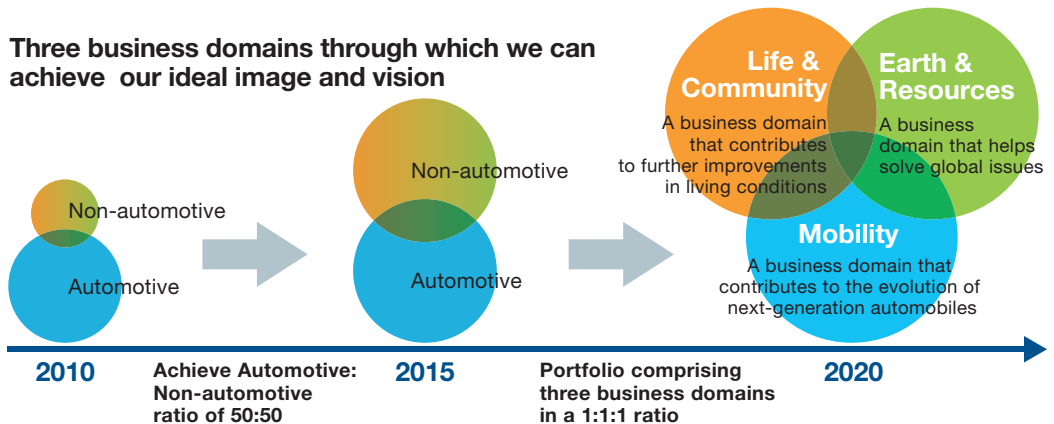 Three business domains through which we can
achieve our ideal image and vision
Non-automotive
Automotive
Non-automotive
Automotive
Life &
Community
A business domain
that contributes
to further improvements
in living conditions
Earth &
Resources
A business
domain that helps
solve global issues
Mobility
A business domain that
contributes to the evolution of
next-generation automobiles
2010
Achieve Automotive:
Non-automotive
ratio of 50:50
2015
Portfolio comprising
three business domains
in a 1:1:1 ratio
2020